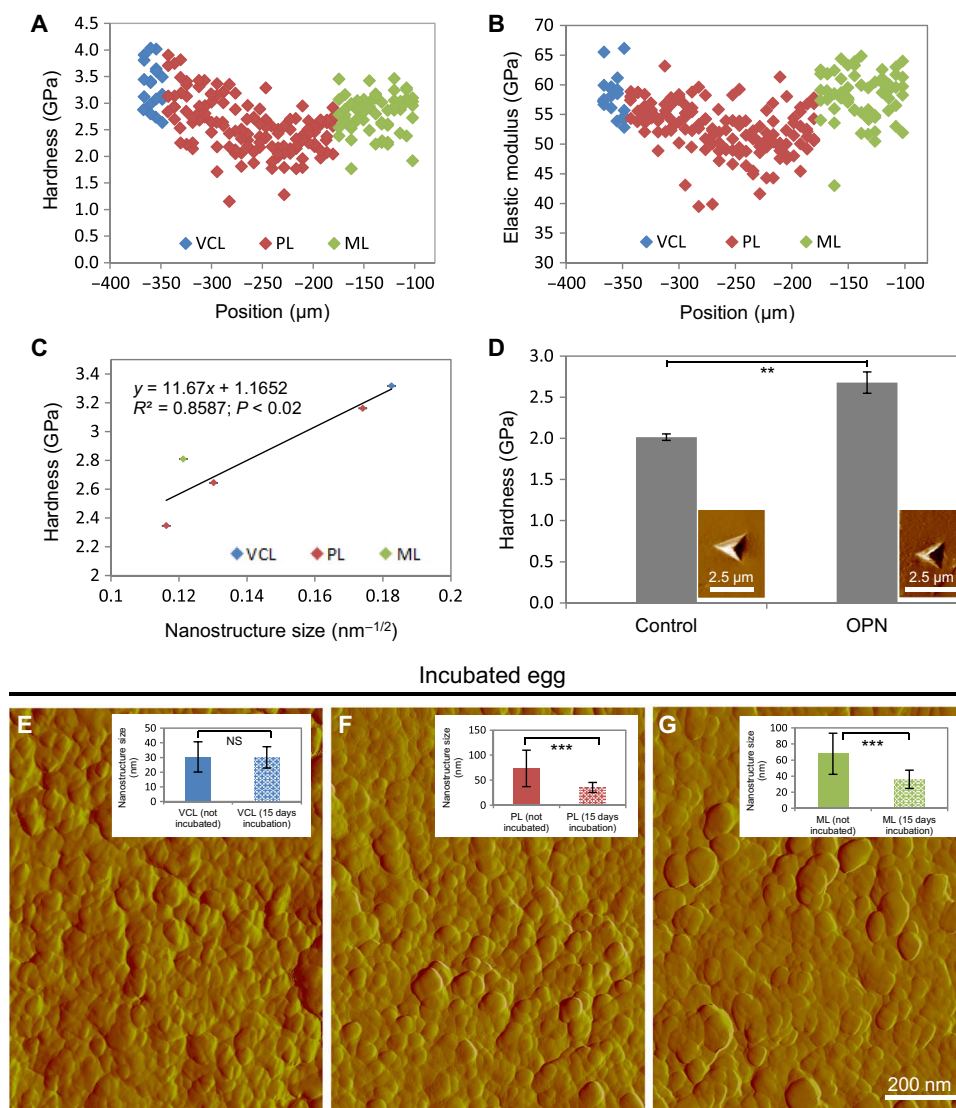 A
Hardness (GPa)
4.5
4.0
3.5
3.0
2.5
2.0
1.5
1.0
0.5
0.0
VCL PL ML
−400 −350 −300 −250 −200 −150 −100
Position (µm)
B
Elastic modulus (GPa)
70
65
60
55
50
45
40
35
30
VCL PL ML
−400 −350 −300 −250 −200 −150 −100
Position (µm)
C
Hardness (GPa)
3.4
3.2
3
2.8
2.6
2.4
2.2
2
y = 11.67x + 1.1652
R² = 0.8587; P < 0.02
VCL PL ML
0.1 0.12 0.14 0.16 0.18 0.2
Nanostructure size (nm⁻¹/²)
D
Hardness (GPa)
3.0
2.5
2.0
1.5
1.0
0.5
0.0
**
2.5 µm
2.5 µm
Control OPN
Incubated egg
E
Nanostructure size
(nm)
50
40
30
20
10
0
NS
VCL (not
incubated)
VCL (15 days
incubation)
F
Nanostructure size
(nm)
150
100
50
0
***
PL (not
incubated)
PL (15 days
incubation)
G
Nanostructure size
(nm)
100
80
60
40
20
0
***
ML (not
incubated)
ML (15 days
incubation)
200 nm